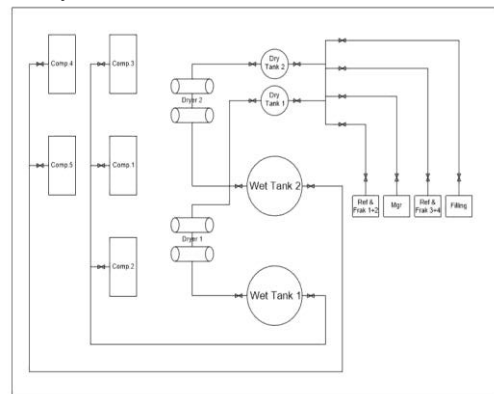 Comp.4
Comp.3
Dry
Tank 2
Dry
Tank 1
Dryer 2
Comp.5
Comp.1
Wet Tank 2
Ref &
Frak 1+2
Mgr
Ref &
Frak 3+4
Filling
Dryer 1
Comp.2
Wet Tank 1